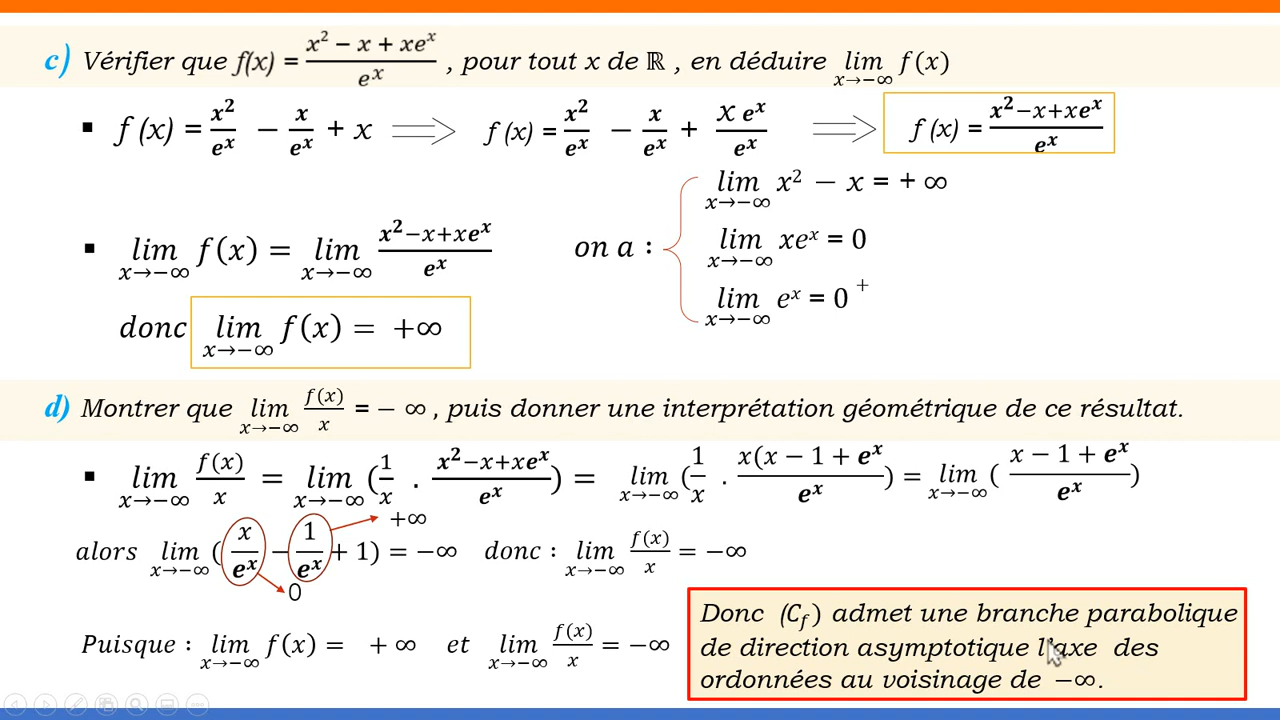 c) Vérifier que f(x) = (x² − x + xeˣ)/eˣ , pour tout x de ℝ , en déduire lim x→−∞ f(x)
▪ f(x) = x²/eˣ − x/eˣ + x ⟹ f(x) = x²/eˣ − x/eˣ + x eˣ/eˣ ⟹ f(x) = (x²−x+xeˣ)/eˣ
lim x→−∞ x² − x = + ∞
▪ lim x→−∞ f(x) = lim x→−∞ (x²−x+xeˣ)/eˣ on a : lim x→−∞ xeˣ = 0
lim x→−∞ eˣ = 0 ⁺
donc lim x→−∞ f(x) = +∞
d) Montrer que lim x→−∞ f(x)/x = − ∞ , puis donner une interprétation géométrique de ce résultat.
▪ lim x→−∞ f(x)/x = lim x→−∞ (1/x . (x²−x+xeˣ)/eˣ) = lim x→−∞ (1/x . x(x − 1 + eˣ/eˣ) = lim x→−∞ ( (x − 1 + eˣ)/eˣ )
+∞
alors lim x→−∞ ( x/eˣ − 1/eˣ + 1) = −∞ donc : lim x→−∞ f(x)/x = −∞
0
Puisque : lim x→−∞ f(x) = + ∞ et lim x→−∞ f(x)/x = −∞
Donc (C_f) admet une branche parabolique
de direction asymptotique l'axe des
ordonnées au voisinage de −∞.